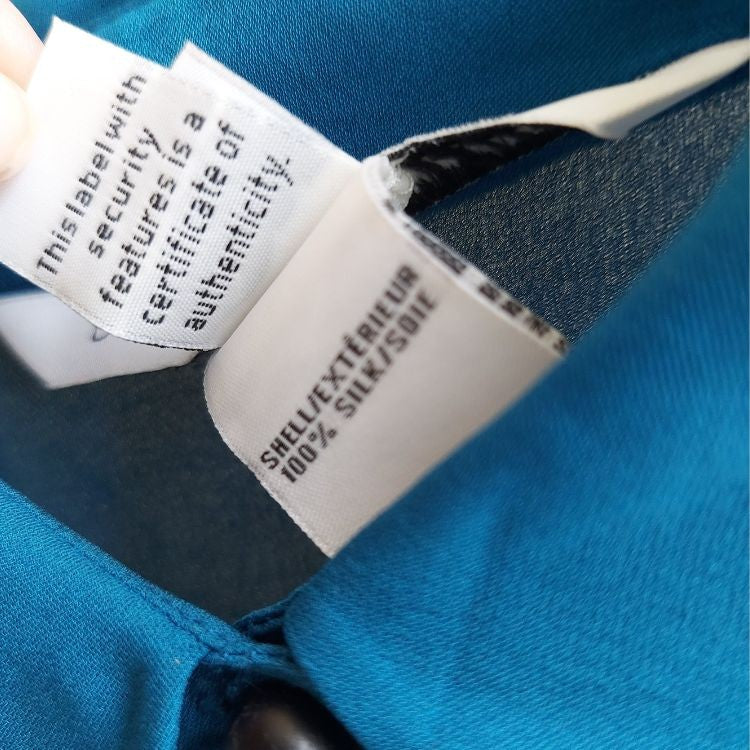 This label with
security
features is a
certificate of
authenticity.
SHELL/EXTÉRIEUR
100% SILK/SOIE